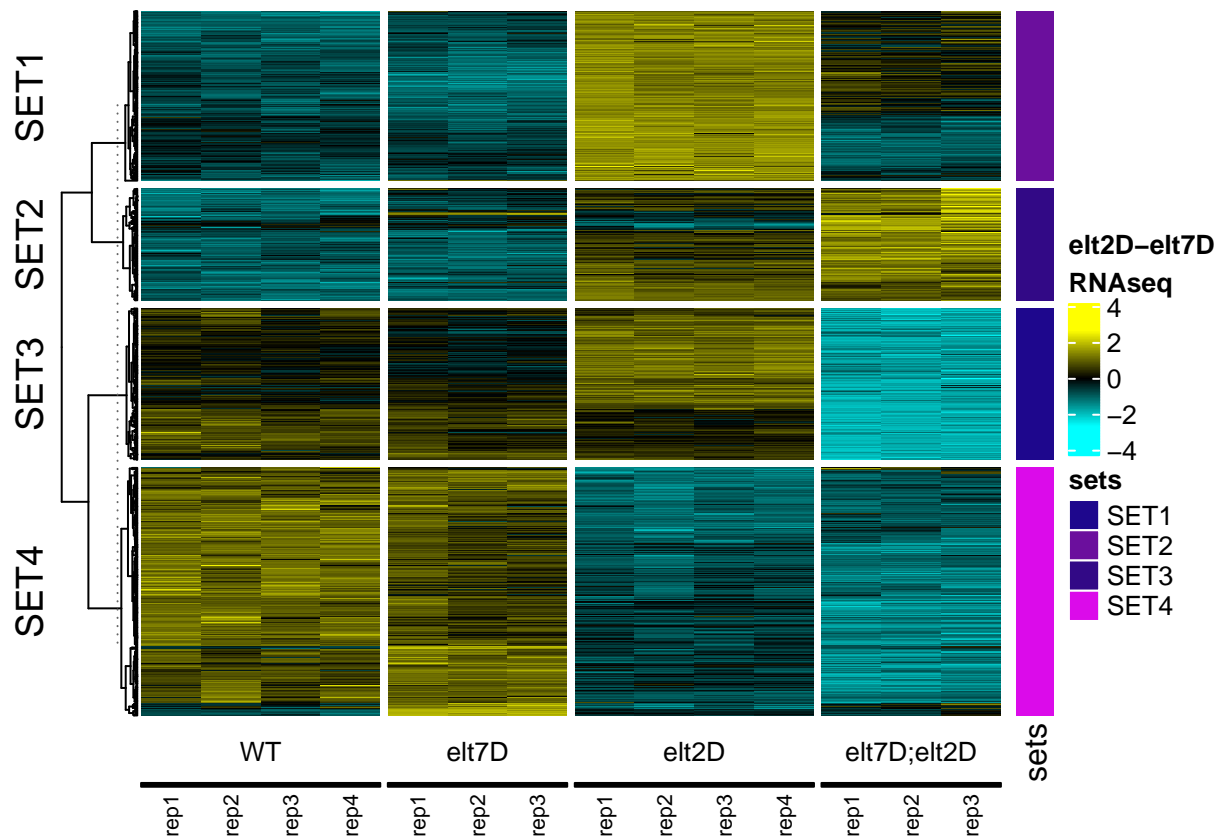 SET1
SET2
SET3
SET4
WT
elt7D
elt2D
elt7D;elt2D
rep1
rep2
rep3
rep4
rep1
rep2
rep3
rep1
rep2
rep3
rep1
rep2
rep3
sets
elt2D−elt7D
RNAseq
4
2
0
−2
−4
sets
SET1
SET2
SET3
SET4